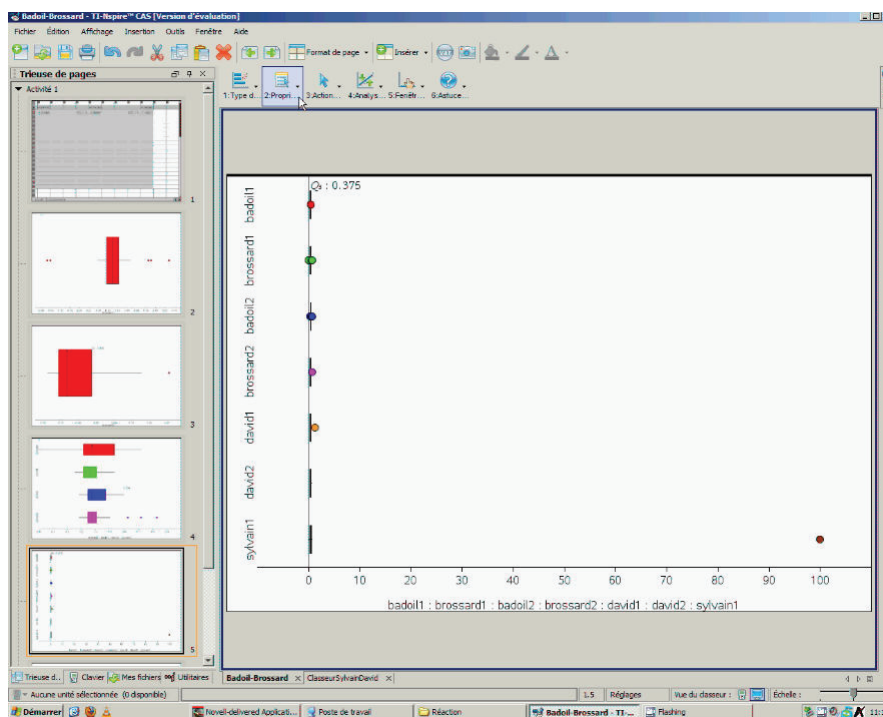 Badoil-Brossard - TI-Nspire™ CAS [Version d'évaluation]
Fichier Édition Affichage Insertion Outils Fenêtre Aide
Format de page Insérer
Trieuse de pages
Activité 1
1:Type d... 2:Propri... 3:Action... 4:Analys... 5:Fenêtr... 6:Astuce...
1
2
3
4
5
Q₃ : 0.375
badoil1
brossard1
badoil2
brossard2
david1
david2
sylvain1
0 10 20 30 40 50 60 70 80 90 100
badoil1 : brossard1 : badoil2 : brossard2 : david1 : david2 : sylvain1
Trieuse d... Clavier Mes fichiers Utilitaires Badoil-Brossard ClasseurSylvainDavid
Aucune unité sélectionnée (0 disponible) 1.5 Réglages Vue du classeur : Échelle :
Démarrer Novell-delivered Applicati... Poste de travail Réaction Badoil-Brossard - TI-... Flashing 11: